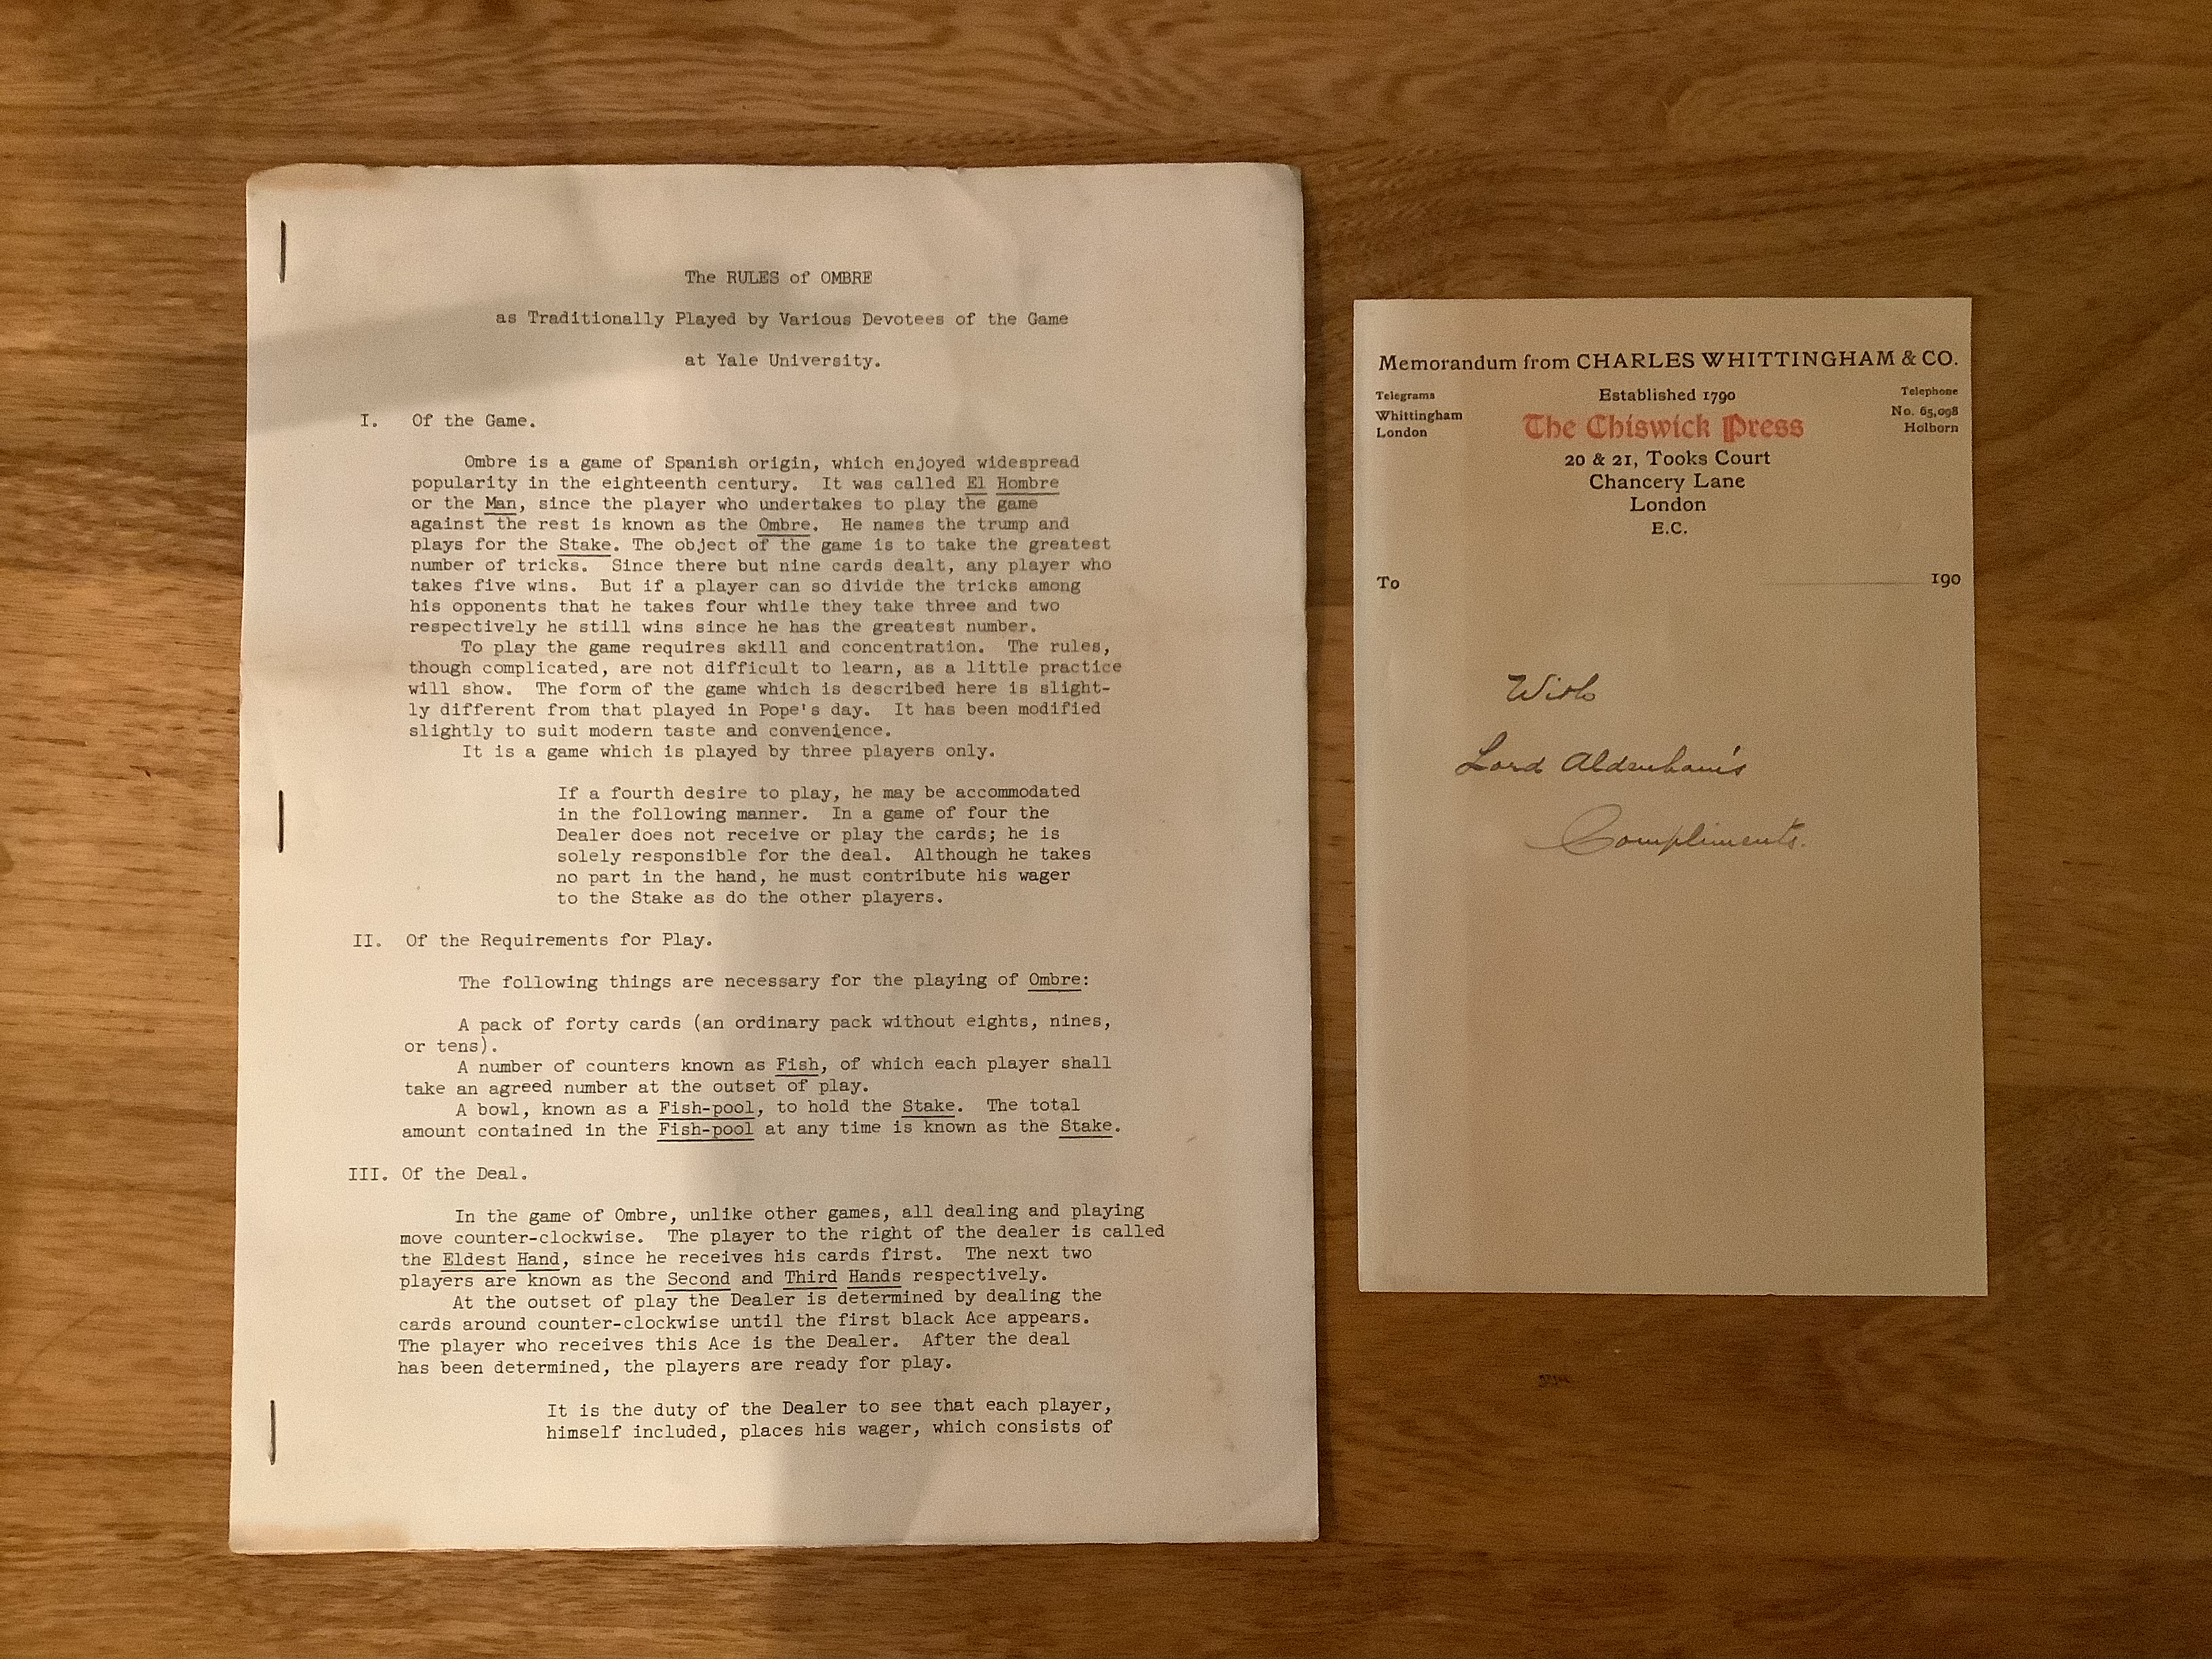 The RULES of OMBRE
as Traditionally Played by Various Devotees of the Game
at Yale University.
I. Of the Game.
Ombre is a game of Spanish origin, which enjoyed widespread
popularity in the eighteenth century. It was called El Hombre
or the Man, since the player who undertakes to play the game
against the rest is known as the Ombre. He names the trump and
plays for the Stake. The object of the game is to take the greatest
number of tricks. Since there but nine cards dealt, any player who
takes five wins. But if a player can so divide the tricks among
his opponents that he takes four while they take three and two
respectively he still wins since he has the greatest number.
To play the game requires skill and concentration. The rules,
though complicated, are not difficult to learn, as a little practice
will show. The form of the game which is described here is slight-
ly different from that played in Pope's day. It has been modified
slightly to suit modern taste and convenience.
It is a game which is played by three players only.
If a fourth desire to play, he may be accommodated
in the following manner. In a game of four the
Dealer does not receive or play the cards; he is
solely responsible for the deal. Although he takes
no part in the hand, he must contribute his wager
to the Stake as do the other players.
II. Of the Requirements for Play.
The following things are necessary for the playing of Ombre:
A pack of forty cards (an ordinary pack without eights, nines,
or tens).
A number of counters known as Fish, of which each player shall
take an agreed number at the outset of play.
A bowl, known as a Fish-pool, to hold the Stake. The total
amount contained in the Fish-pool at any time is known as the Stake.
III. Of the Deal.
In the game of Ombre, unlike other games, all dealing and playing
move counter-clockwise. The player to the right of the dealer is called
the Eldest Hand, since he receives his cards first. The next two
players are known as the Second and Third Hands respectively.
At the outset of play the Dealer is determined by dealing the
cards around counter-clockwise until the first black Ace appears.
The player who receives this Ace is the Dealer. After the deal
has been determined, the players are ready for play.
It is the duty of the Dealer to see that each player,
himself included, places his wager, which consists of
Memorandum from CHARLES WHITTINGHAM & CO.
Telegrams
Whittingham
London
Established 1790
The Chiswick Press
20 & 21, Tooks Court
Chancery Lane
London
E.C.
Telephone
No. 65,098
Holborn
To 190
With
Lord Aldenham's
Compliments.